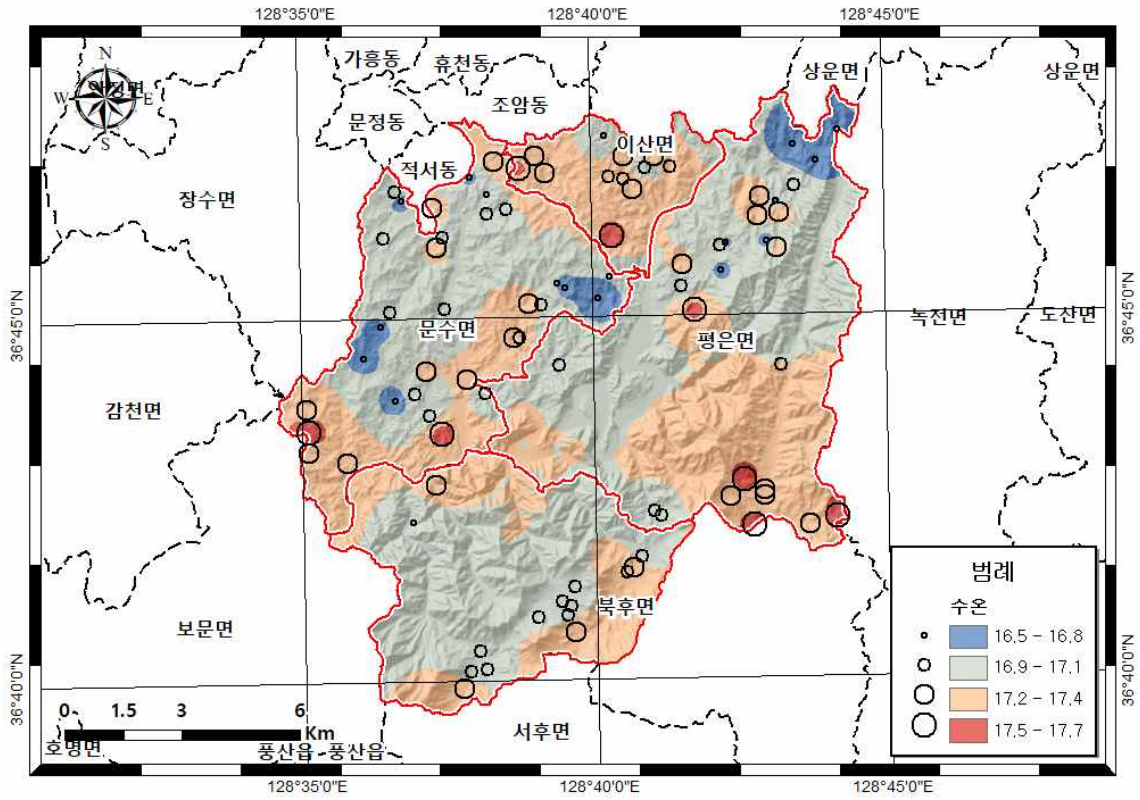 128°35'0"E 128°40'0"E 128°45'0"E
N
W E
S
가흥동
휴천동
상운면
상운면
조암동
문정동
이산면
적서동
장수면
36°45'0"N
36°45'0"N
문수면
평은면
녹전면
도산면
감천면
보문면
북후면
서후면
호명면
풍산읍
풍산읍
36°40'0"N
36°40'0"N
0 1.5 3 6
Km
범례
수온
16.5 - 16.8
16.9 - 17.1
17.2 - 17.4
17.5 - 17.7
128°35'0"E 128°40'0"E 128°45'0"E